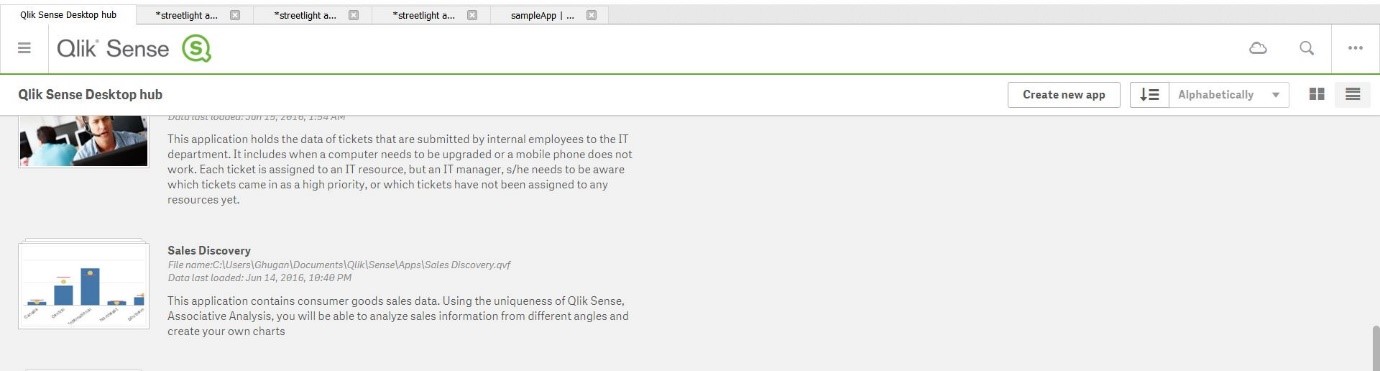 Qlik Sense Desktop hub
*streetlight a...
*streetlight a...
*streetlight a...
sampleApp | ...
Qlik Sense
Qlik Sense Desktop hub
Create new app
Alphabetically
Data last loaded: Jun 15, 2016, 1:54 AM
This application holds the data of tickets that are submitted by internal employees to the IT
department. It includes when a computer needs to be upgraded or a mobile phone does not
work. Each ticket is assigned to an IT resource, but an IT manager, s/he needs to be aware
which tickets came in as a high priority, or which tickets have not been assigned to any
resources yet.
Sales Discovery
File name:C:\Users\Ghugan\Documents\Qlik\Sense\Apps\Sales Discovery.qvf
Data last loaded: Jun 14, 2016, 10:40 PM
This application contains consumer goods sales data. Using the uniqueness of Qlik Sense,
Associative Analysis, you will be able to analyze sales information from different angles and
create your own charts